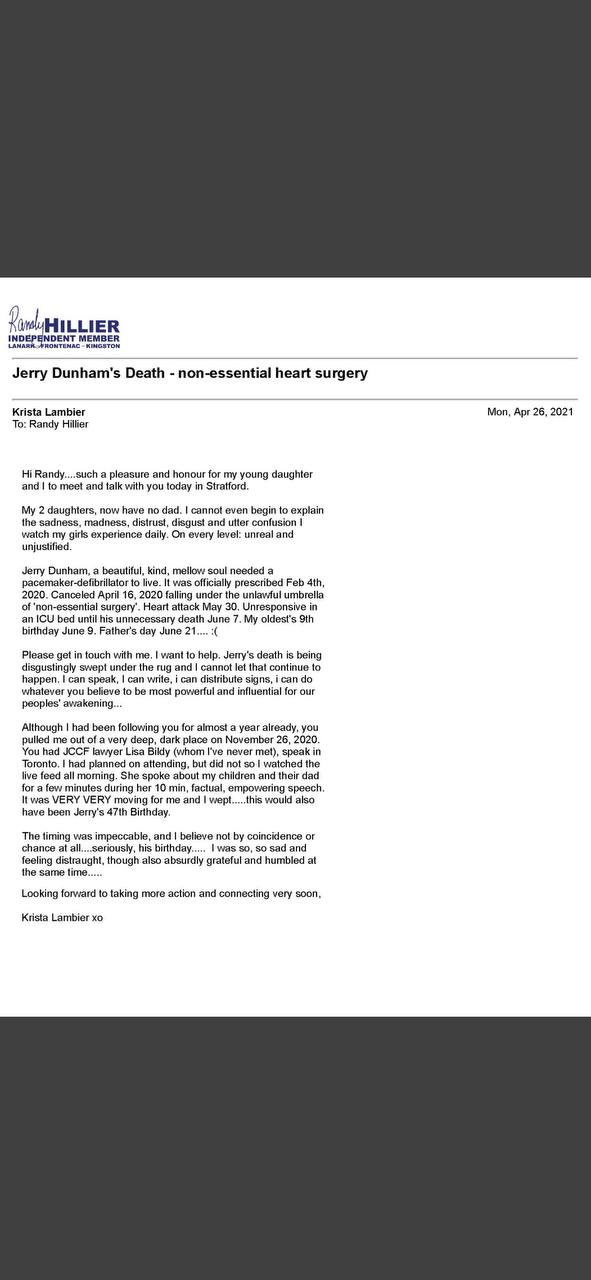 Randy HILLIER
INDEPENDENT MEMBER
LANARK FRONTENAC - KINGSTON
Jerry Dunham's Death - non-essential heart surgery
Krista Lambier
Mon, Apr 26, 2021
To: Randy Hillier
Hi Randy....such a pleasure and honour for my young daughter
and I to meet and talk with you today in Stratford.
My 2 daughters, now have no dad. I cannot even begin to explain
the sadness, madness, distrust, disgust and utter confusion I
watch my girls experience daily. On every level: unreal and
unjustified.
Jerry Dunham, a beautiful, kind, mellow soul needed a
pacemaker-defibrillator to live. It was officially prescribed Feb 4th,
2020. Canceled April 16, 2020 falling under the unlawful umbrella
of 'non-essential surgery'. Heart attack May 30. Unresponsive in
an ICU bed until his unnecessary death June 7. My oldest's 9th
birthday June 9. Father's day June 21.... :(
Please get in touch with me. I want to help. Jerry's death is being
disgustingly swept under the rug and I cannot let that continue to
happen. I can speak, I can write, i can distribute signs, i can do
whatever you believe to be most powerful and influential for our
peoples' awakening...
Although I had been following you for almost a year already, you
pulled me out of a very deep, dark place on November 26, 2020.
You had JCCF lawyer Lisa Bildy (whom I've never met), speak in
Toronto. I had planned on attending, but did not so I watched the
live feed all morning. She spoke about my children and their dad
for a few minutes during her 10 min, factual, empowering speech.
It was VERY VERY moving for me and I wept.....this would also
have been Jerry's 47th Birthday.
The timing was impeccable, and I believe not by coincidence or
chance at all....seriously, his birthday..... I was so, so sad and
feeling distraught, though also absurdly grateful and humbled at
the same time.....
Looking forward to taking more action and connecting very soon,
Krista Lambier xo